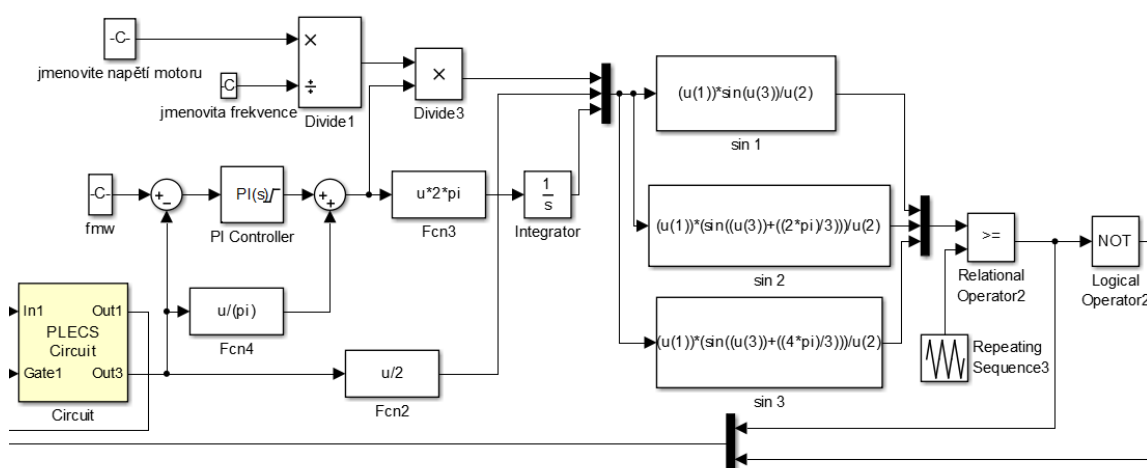 -C-
jmenovite napětí motoru
×
÷
Divide1
-C
jmenovita frekvence
×
Divide3
-C-
fmw
+
−
PI(s)
PI Controller
+
+
u*2*pi
Fcn3
1
s
Integrator
(u(1))*sin(u(3))/u(2)
sin 1
(u(1))*(sin((u(3))+((2*pi)/3)))/u(2)
sin 2
(u(1))*(sin((u(3))+((4*pi)/3)))/u(2)
sin 3
>=
Relational
Operator2
NOT
Logical
Operator2
Repeating
Sequence3
In1
Out1
PLECS
Circuit
Gate1
Out3
Circuit
u/(pi)
Fcn4
u/2
Fcn2